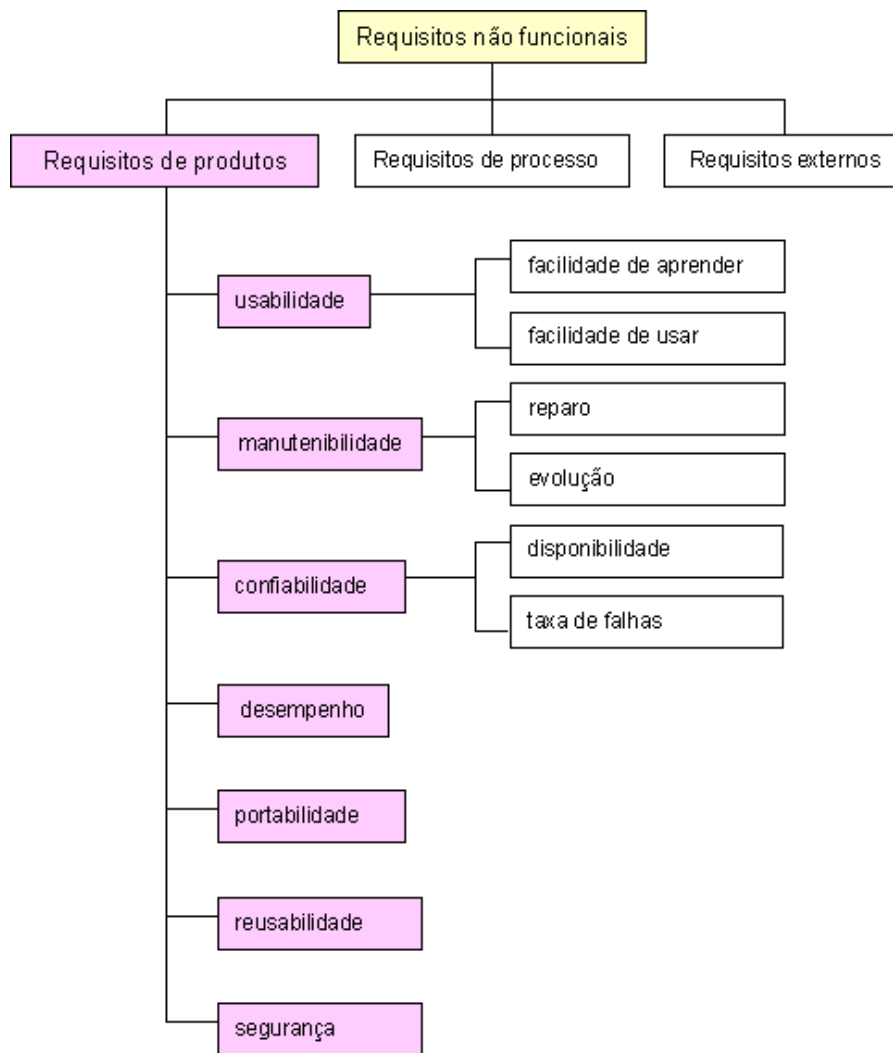 Requisitos não funcionais
Requisitos de produtos
Requisitos de processo
Requisitos externos
usabilidade
facilidade de aprender
facilidade de usar
manutenibilidade
reparo
evolução
confiabilidade
disponibilidade
taxa de falhas
desempenho
portabilidade
reusabilidade
segurança